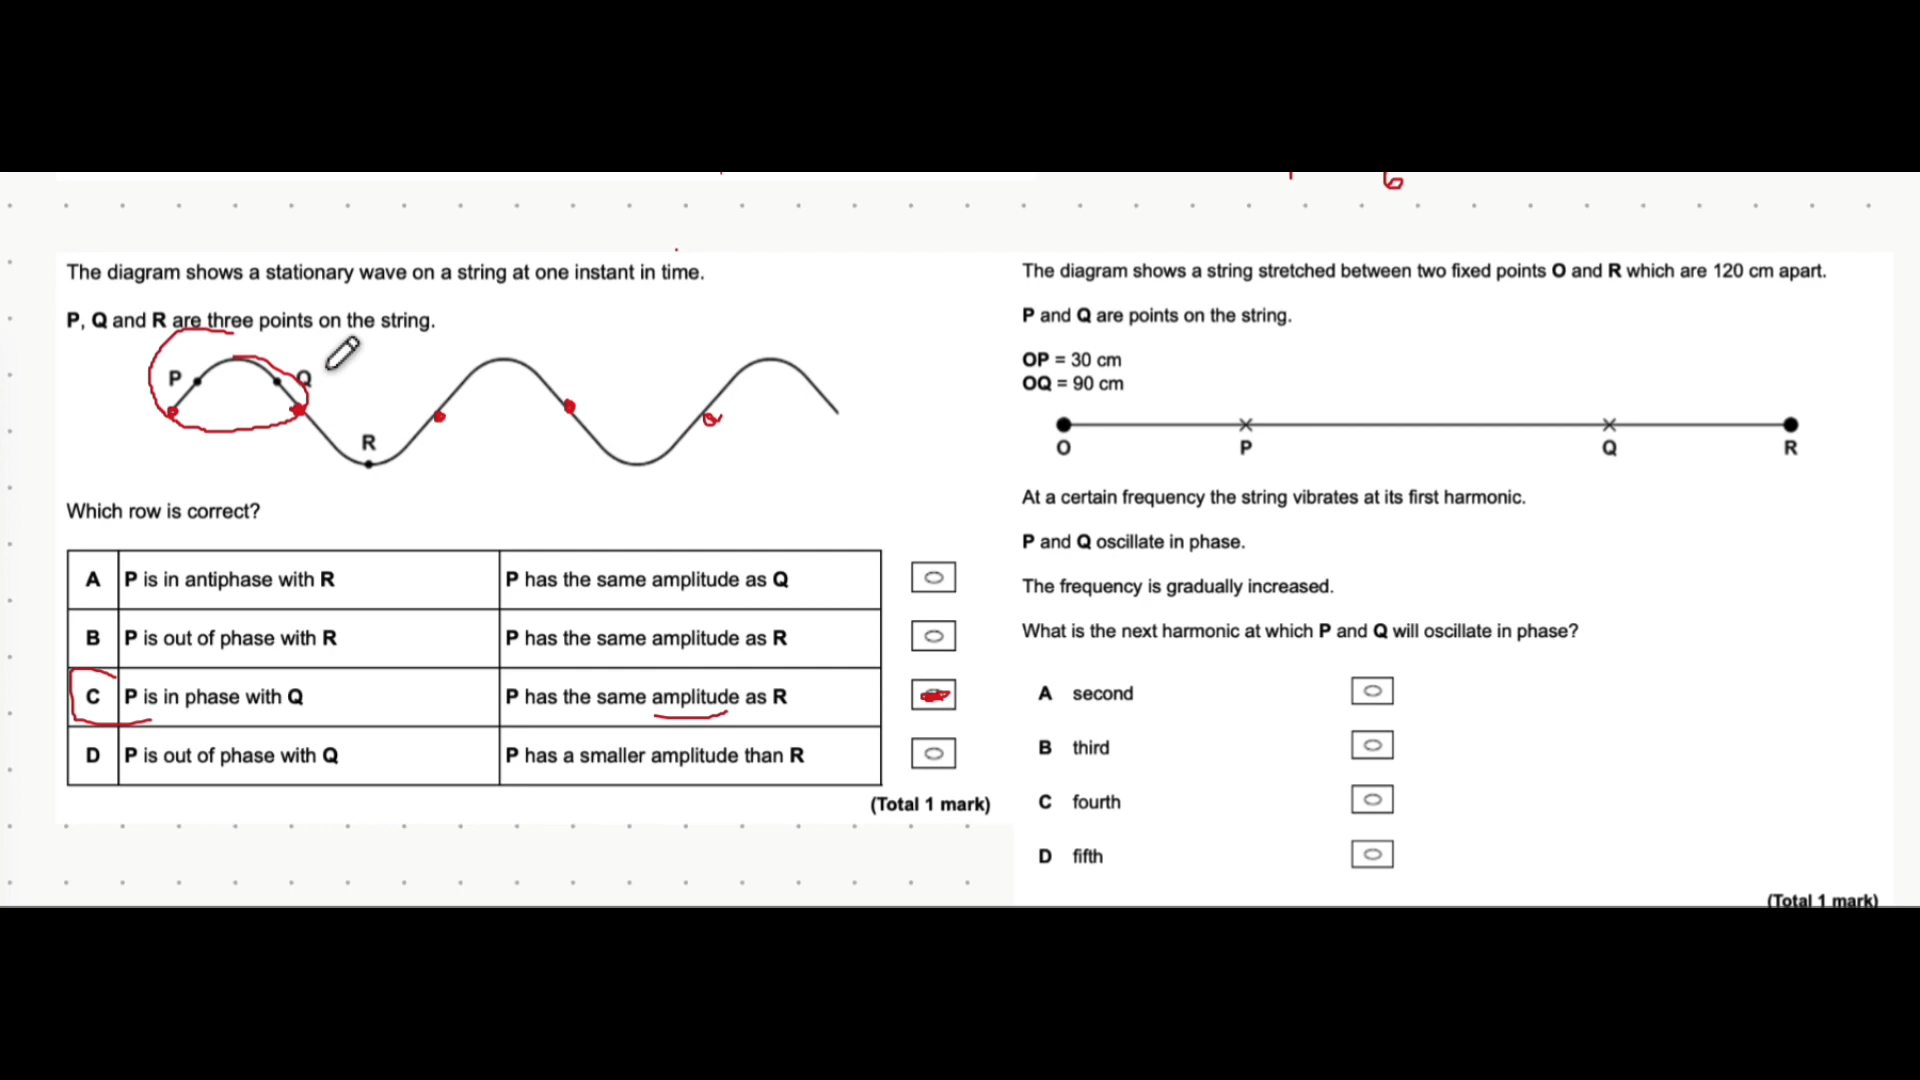 The diagram shows a stationary wave on a string at one instant in time.
P, Q and R are three points on the string.
P
Q
R
Which row is correct?
A P is in antiphase with R P has the same amplitude as Q
B P is out of phase with R P has the same amplitude as R
C P is in phase with Q P has the same amplitude as R
D P is out of phase with Q P has a smaller amplitude than R
(Total 1 mark)
The diagram shows a string stretched between two fixed points O and R which are 120 cm apart.
P and Q are points on the string.
OP = 30 cm
OQ = 90 cm
O P Q R
At a certain frequency the string vibrates at its first harmonic.
P and Q oscillate in phase.
The frequency is gradually increased.
What is the next harmonic at which P and Q will oscillate in phase?
A second
B third
C fourth
D fifth
(Total 1 mark)